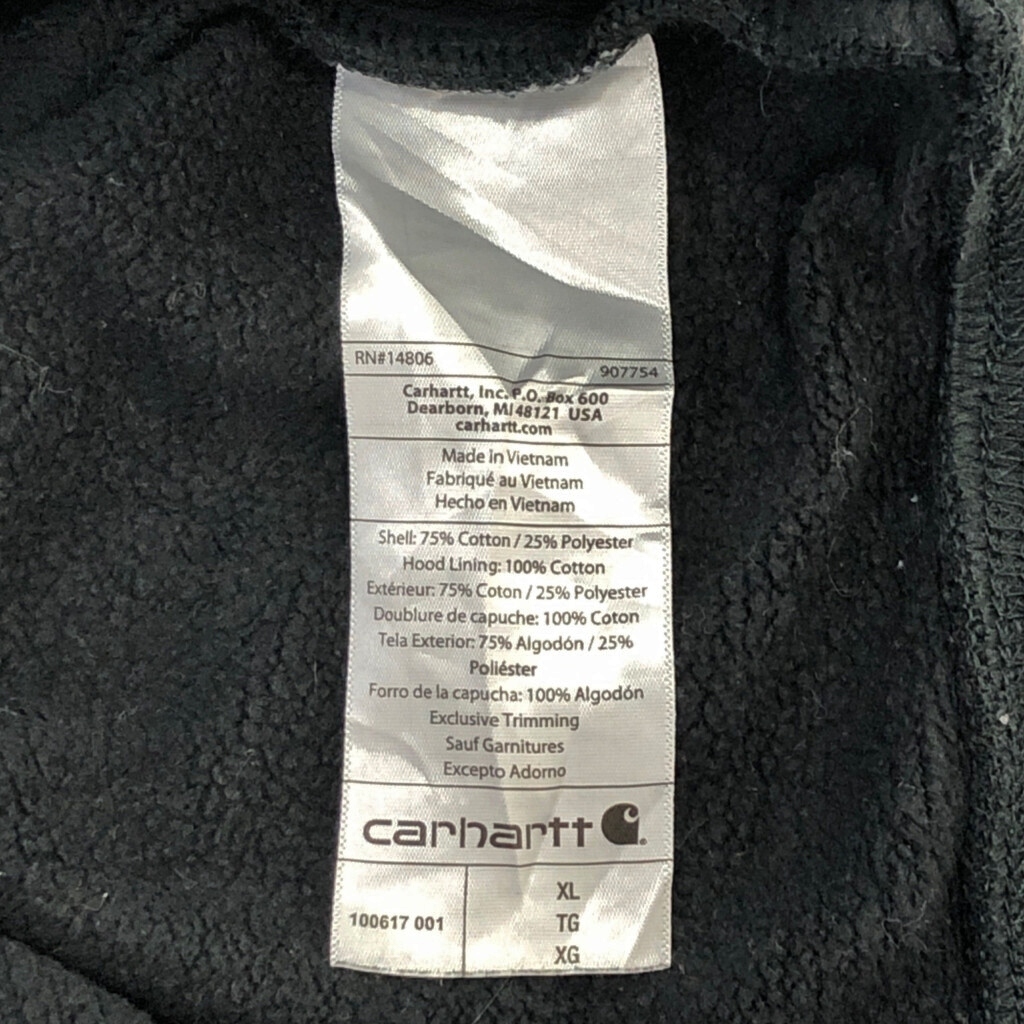 RN#14806
907754
Carhartt, Inc. P.O. Box 600
Dearborn, MI 48121 USA
carhartt.com
Made in Vietnam
Fabriqué au Vietnam
Hecho en Vietnam
Shell: 75% Cotton / 25% Polyester
Hood Lining: 100% Cotton
Extérieur: 75% Coton / 25% Polyester
Doublure de capuche: 100% Coton
Tela Exterior: 75% Algodón / 25%
Poliéster
Forro de la capucha: 100% Algodón
Exclusive Trimming
Sauf Garnitures
Excepto Adorno
carhartt
100617 001
XL
TG
XG